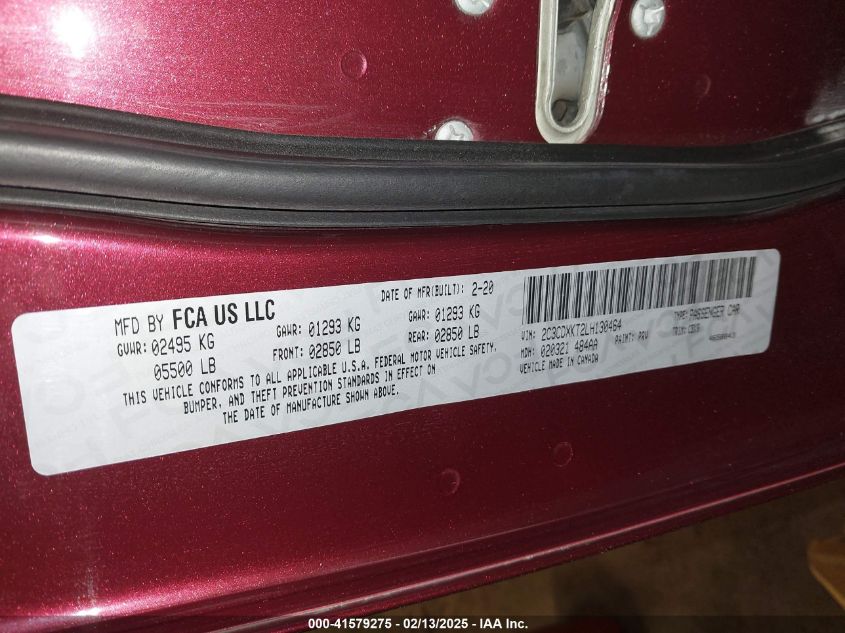 MFD BY FCA US LLC
DATE OF MFR(BUILT): 2-20
GVWR: 02495 KG
05500 LB
GAWR: 01293 KG
FRONT: 02850 LB
GAWR: 01293 KG
REAR: 02850 LB
THIS VEHICLE CONFORMS TO ALL APPLICABLE U.S.A. FEDERAL MOTOR VEHICLE SAFETY,
BUMPER, AND THEFT PREVENTION STANDARDS IN EFFECT ON
THE DATE OF MANUFACTURE SHOWN ABOVE.
VIN: 2C3CDXKT2LH130464
TYPE: PASSENGER CAR
MDH: 020321 484AA
PAINT: PRV
TRIM:
VEHICLE MADE IN CANADA
000-41579275 - 02/13/2025 - IAA Inc.